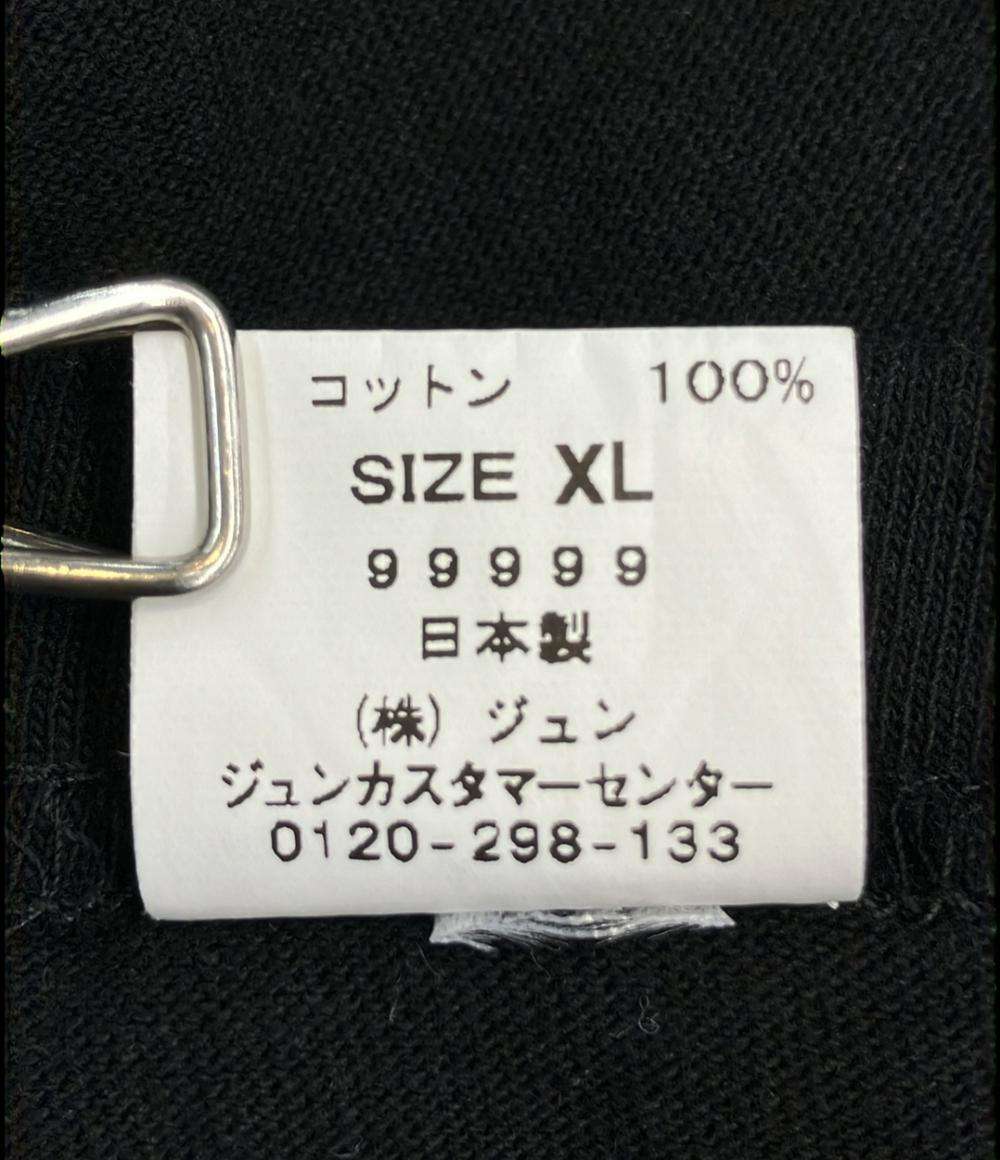 コットン 100%
SIZE XL
99999
日本製
(株) ジュン
ジュンカスタマーセンター
0120-298-133